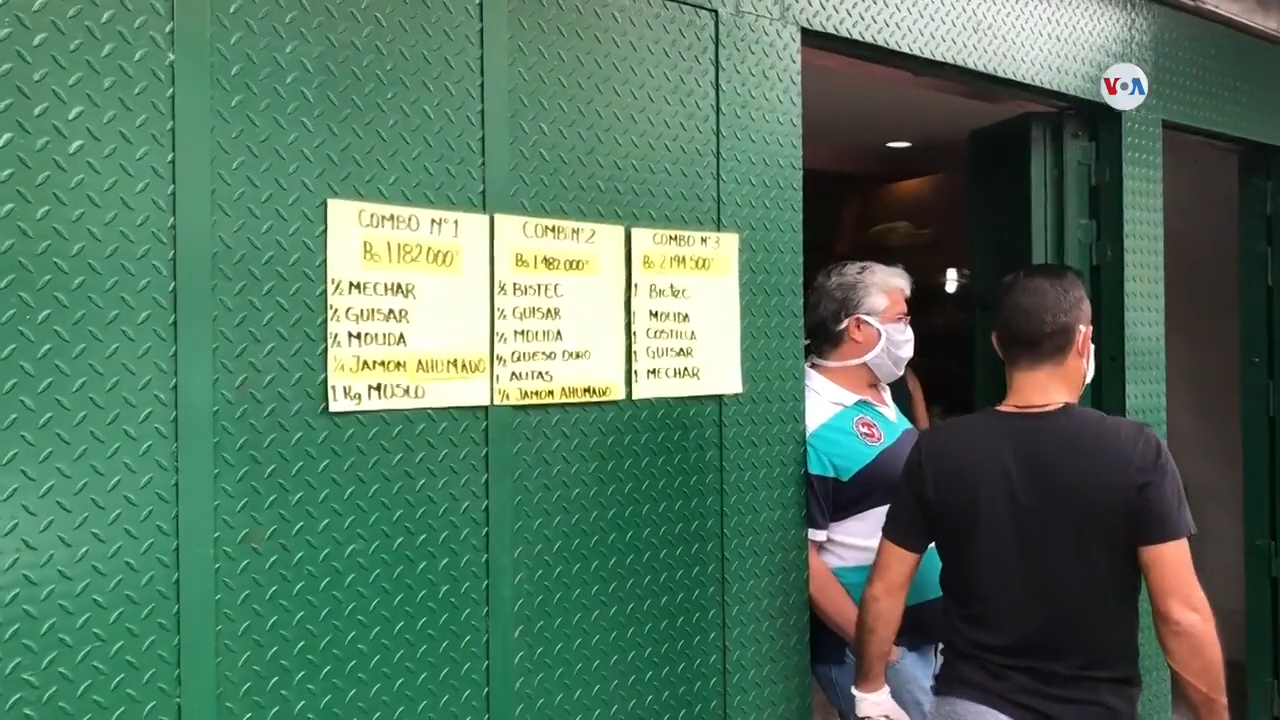 VOA
COMBO Nº1
Bs 1182000
½ MECHAR
½ GUISAR
½ MOLIDA
¼ JAMON AHUMADO
1 Kg MUSLO
COMBO Nº2
Bs 1482000
½ BISTEC
½ GUISAR
½ MOLIDA
½ QUESO DURO
1 ALITAS
¼ JAMON AHUMADO
COMBO Nº3
Bs 2194500
1 BISTEC
1 MOLIDA
1 COSTILLA
1 GUISAR
1 MECHAR